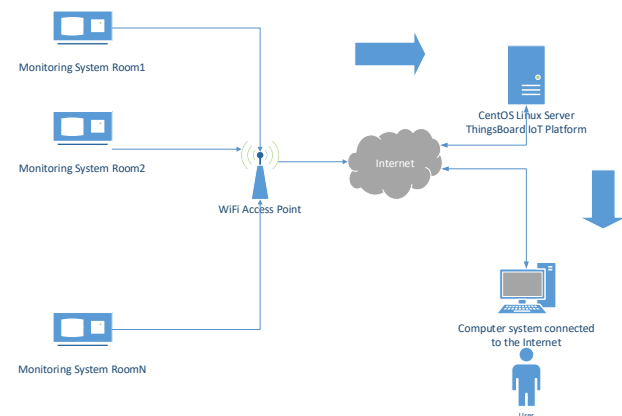 Monitoring System Room1
CentOS Linux Server
ThingsBoard IoT Platform
Monitoring System Room2
Internet
WiFi Access Point
Computer system connected
to the Internet
Monitoring System RoomN
User